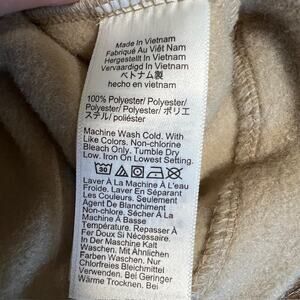 Made In Vietnam
Fabriqué Au Viêt Nam
Hergestellt In Vietnam
Vervaardigd In Vietnam
ベトナム製
hecho en vietnam
100% Polyester/ Polyester/
Polyester/ Polyester/ ポリエ
ステル/ poliéster
Machine Wash Cold. With
Like Colors. Non-chlorine
Bleach Only. Tumble Dry
Low. Iron On Lowest Setting.
30
Laver À La Machine À L'eau
Froide. Laver En Séparant
Les Couleurs. Seulement
Agent De Blanchiment
Non-chlore. Sécher À La
Machine À Basse
Température. Repasser À
Fer Doux Si Nécessaire.
In Der Maschine Kalt
Waschen. Mit Ähnlichen
Farben Waschen. Nur
Chlorfreies Bleichmittel
Verwenden. Bei Geringer
Wärme Trocknen. Bei